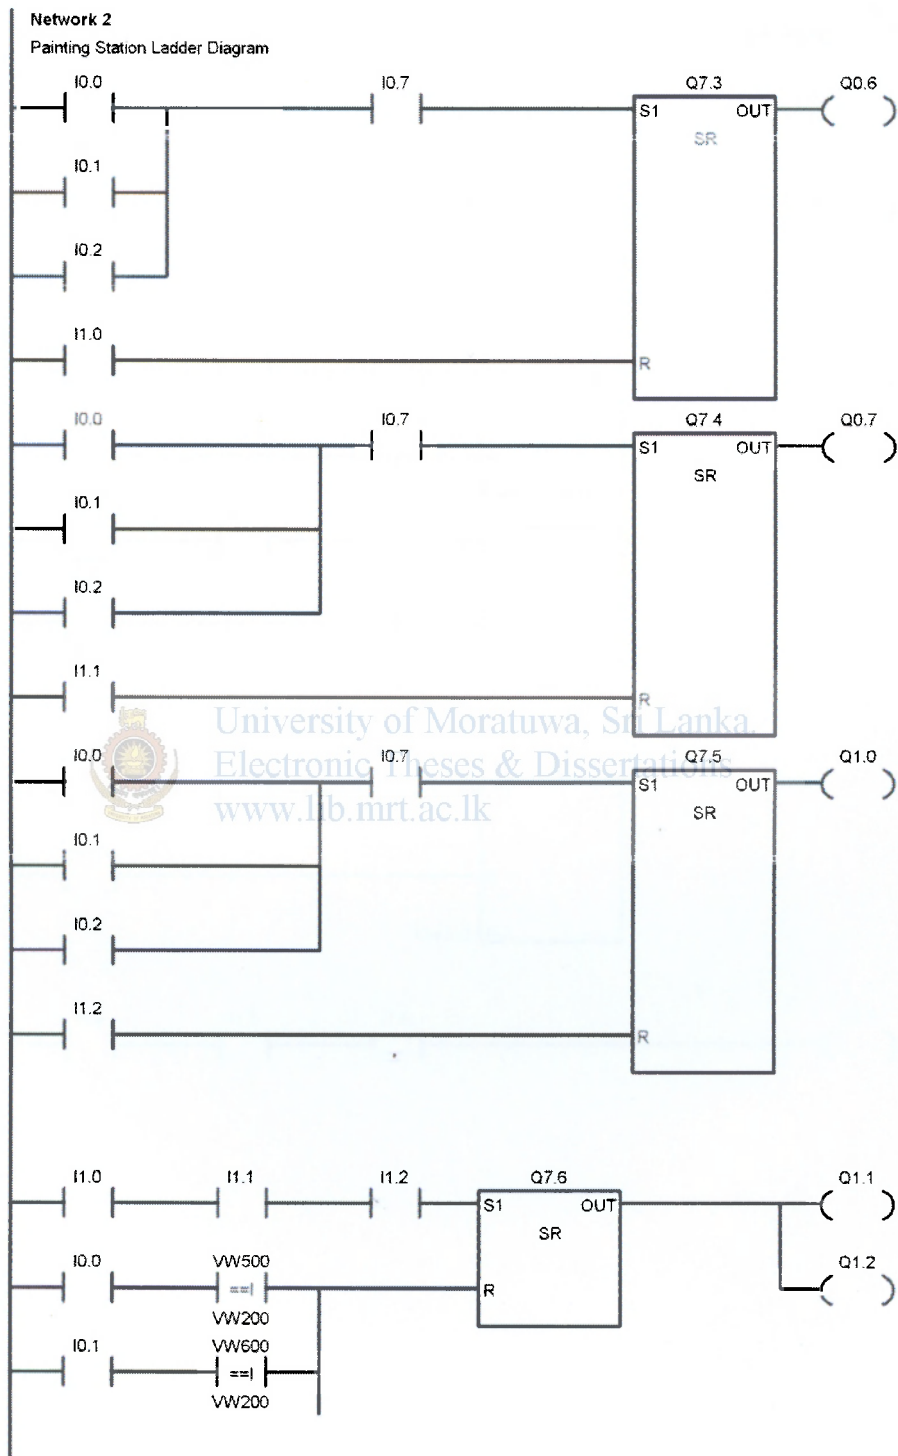 Network 2
Painting Station Ladder Diagram
I0.0 I0.7 Q7.3 Q0.6
S1 OUT
SR
I0.1
I0.2
I1.0
R
I0.0 I0.7 Q7.4 Q0.7
S1 OUT
SR
I0.1
I0.2
I1.1
R
University of Moratuwa, Sri Lanka.
Electronic Theses & Dissertations
www.lib.mrt.ac.lk
I0.0 I0.7 Q7.5 Q1.0
S1 OUT
SR
I0.1
I0.2
I1.2
R
I1.0 I1.1 I1.2 Q7.6 Q1.1
S1 OUT
SR
I0.0 VW500 Q1.2
==I R
VW200
I0.1 VW600
==I
VW200